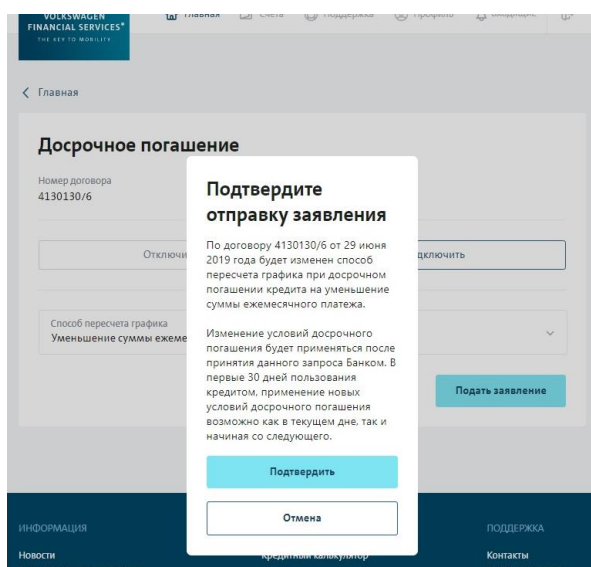 VOLKSWAGEN
FINANCIAL SERVICES*
THE KEY TO MOBILITY
Главная Счета Поддержка Профиль
Главная
Досрочное погашение
Номер договора
4130130/6
Подтвердите
отправку заявления
По договору 4130130/6 от 29 июня
2019 года будет изменен способ
пересчета графика при досрочном
погашении кредита на уменьшение
суммы ежемесячного платежа.
Изменение условий досрочного
погашения будет применяться после
принятия данного запроса Банком. В
первые 30 дней пользования
кредитом, применение новых
условий досрочного погашения
возможно как в текущем дне, так и
начиная со следующего.
Подтвердить
Отмена
Отключи
дключить
Способ пересчета графика
Уменьшение суммы ежеме
Подать заявление
ИНФОРМАЦИЯ ПОДДЕРЖКА
Новости Кредитный калькулятор Контакты